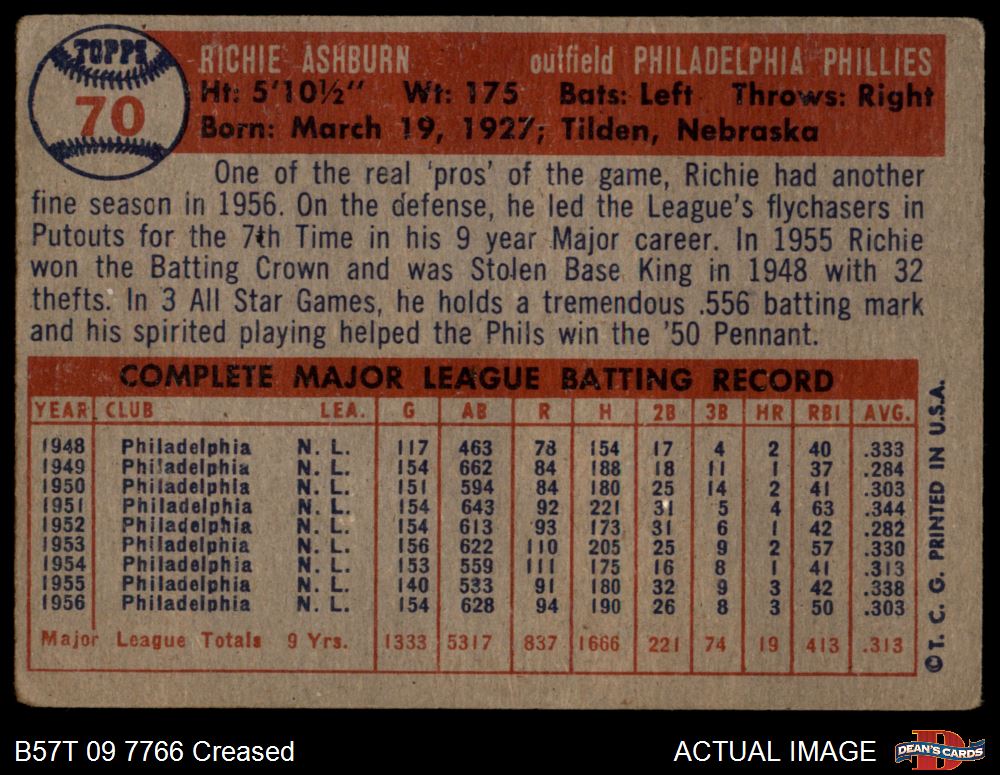 TOPPS
70
RICHIE ASHBURN outfield PHILADELPHIA PHILLIES
Ht: 5'10½" Wt: 175 Bats: Left Throws: Right
Born: March 19, 1927; Tilden, Nebraska
One of the real 'pros' of the game, Richie had another
fine season in 1956. On the defense, he led the League's flychasers in
Putouts for the 7th Time in his 9 year Major career. In 1955 Richie
won the Batting Crown and was Stolen Base King in 1948 with 32
thefts. In 3 All Star Games, he holds a tremendous .556 batting mark
and his spirited playing helped the Phils win the '50 Pennant.
COMPLETE MAJOR LEAGUE BATTING RECORD
YEAR CLUB LEA. G AB R H 2B 3B HR RBI AVG.
1948 Philadelphia N. L. 117 463 78 154 17 4 2 40 .333
1949 Philadelphia N. L. 154 662 84 188 18 11 1 37 .284
1950 Philadelphia N. L. 151 594 84 180 25 14 2 41 .303
1951 Philadelphia N. L. 154 643 92 221 31 5 4 63 .344
1952 Philadelphia N. L. 154 613 93 173 31 6 1 42 .282
1953 Philadelphia N. L. 156 622 110 205 25 9 2 57 .330
1954 Philadelphia N. L. 153 559 111 175 16 8 1 41 .313
1955 Philadelphia N. L. 140 533 91 180 32 9 3 42 .338
1956 Philadelphia N. L. 154 628 94 190 26 8 3 50 .303
Major League Totals 9 Yrs. 1333 5317 837 1666 221 74 19 413 .313
©T. C. G. PRINTED IN U.S.A.
B57T 09 7766 Creased
ACTUAL IMAGE
D
DEAN'S CARDS